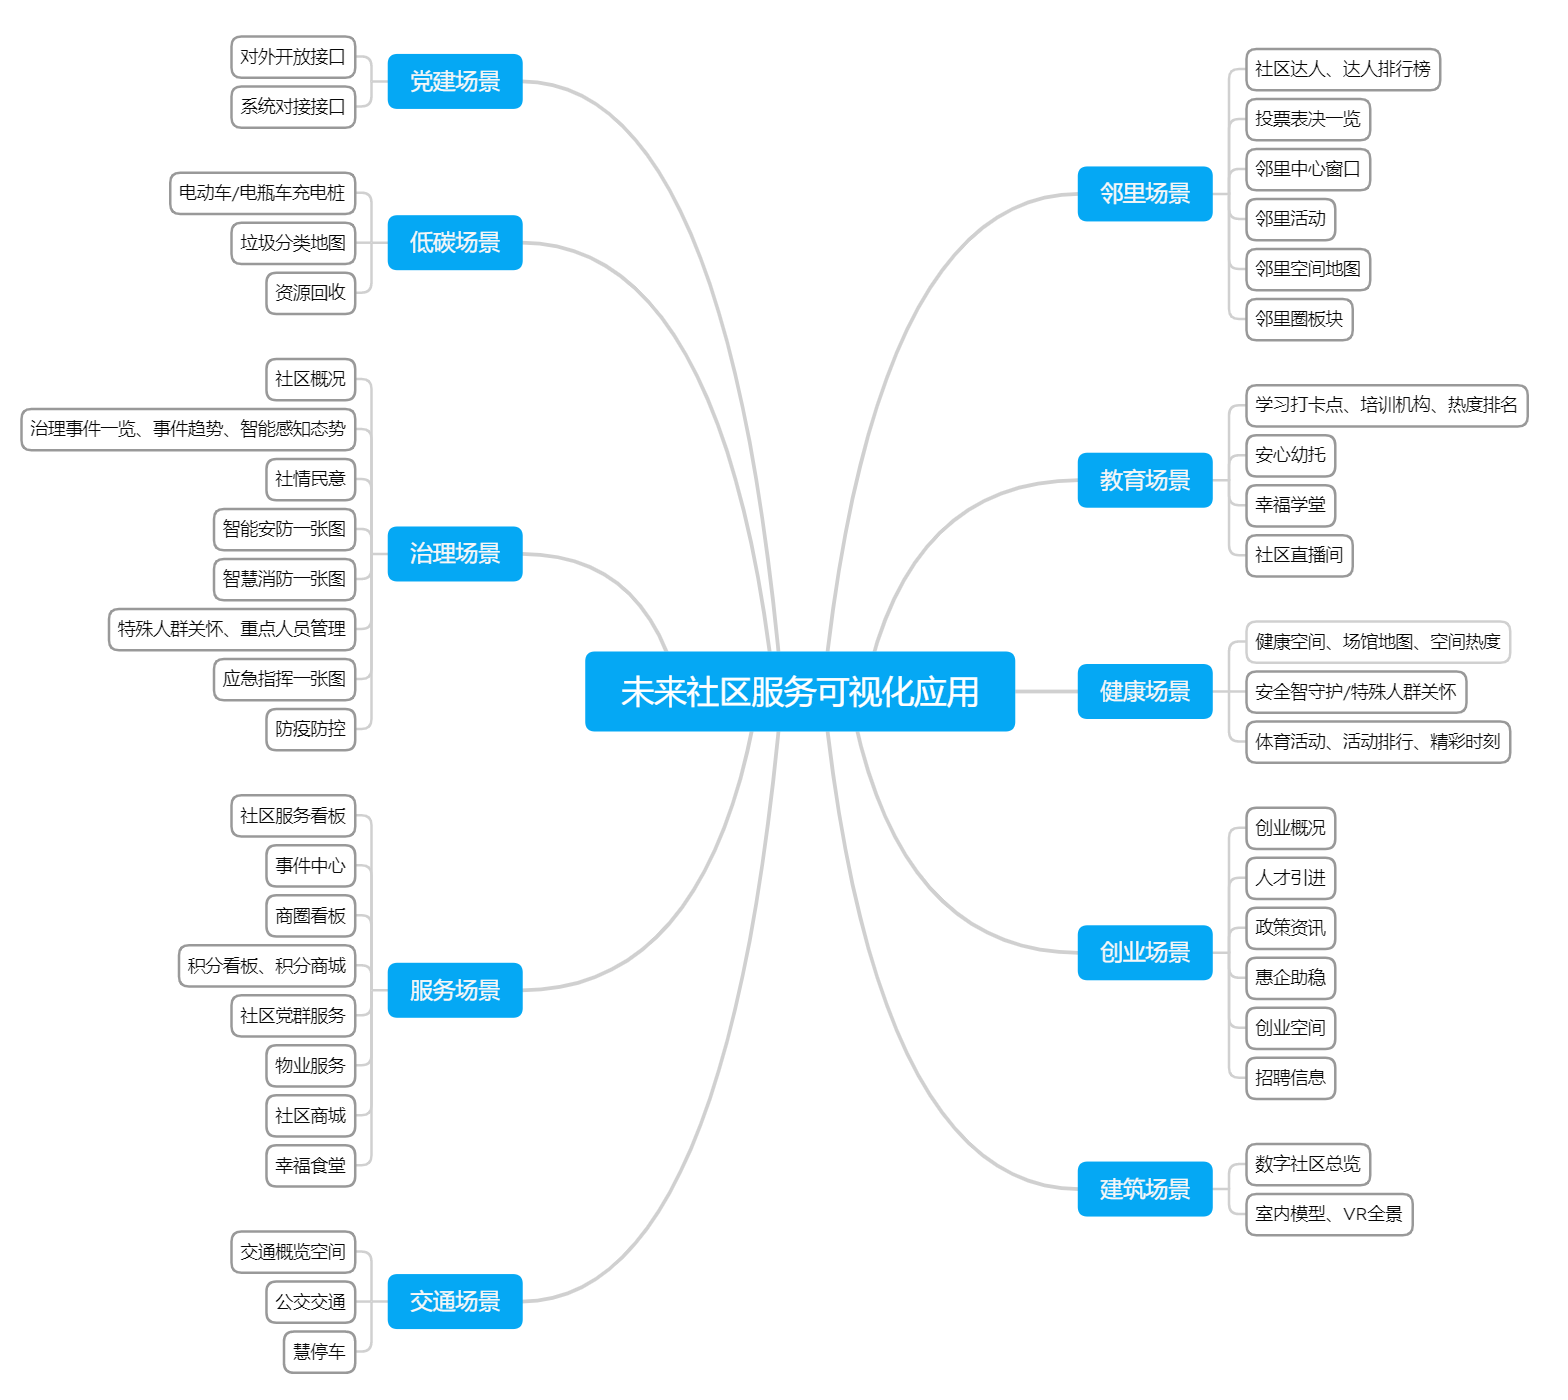 未来社区服务可视化应用
党建场景
对外开放接口
系统对接接口
低碳场景
电动车/电瓶车充电桩
垃圾分类地图
资源回收
治理场景
社区概况
治理事件一览、事件趋势、智能感知态势
社情民意
智能安防一张图
智慧消防一张图
特殊人群关怀、重点人员管理
应急指挥一张图
防疫防控
服务场景
社区服务看板
事件中心
商圈看板
积分看板、积分商城
社区党群服务
物业服务
社区商城
幸福食堂
交通场景
交通概览空间
公交交通
慧停车
邻里场景
社区达人、达人排行榜
投票表决一览
邻里中心窗口
邻里活动
邻里空间地图
邻里圈板块
教育场景
学习打卡点、培训机构、热度排名
安心幼托
幸福学堂
社区直播间
健康场景
健康空间、场馆地图、空间热度
安全智守护/特殊人群关怀
体育活动、活动排行、精彩时刻
创业场景
创业概况
人才引进
政策资讯
惠企助稳
创业空间
招聘信息
建筑场景
数字社区总览
室内模型、VR全景